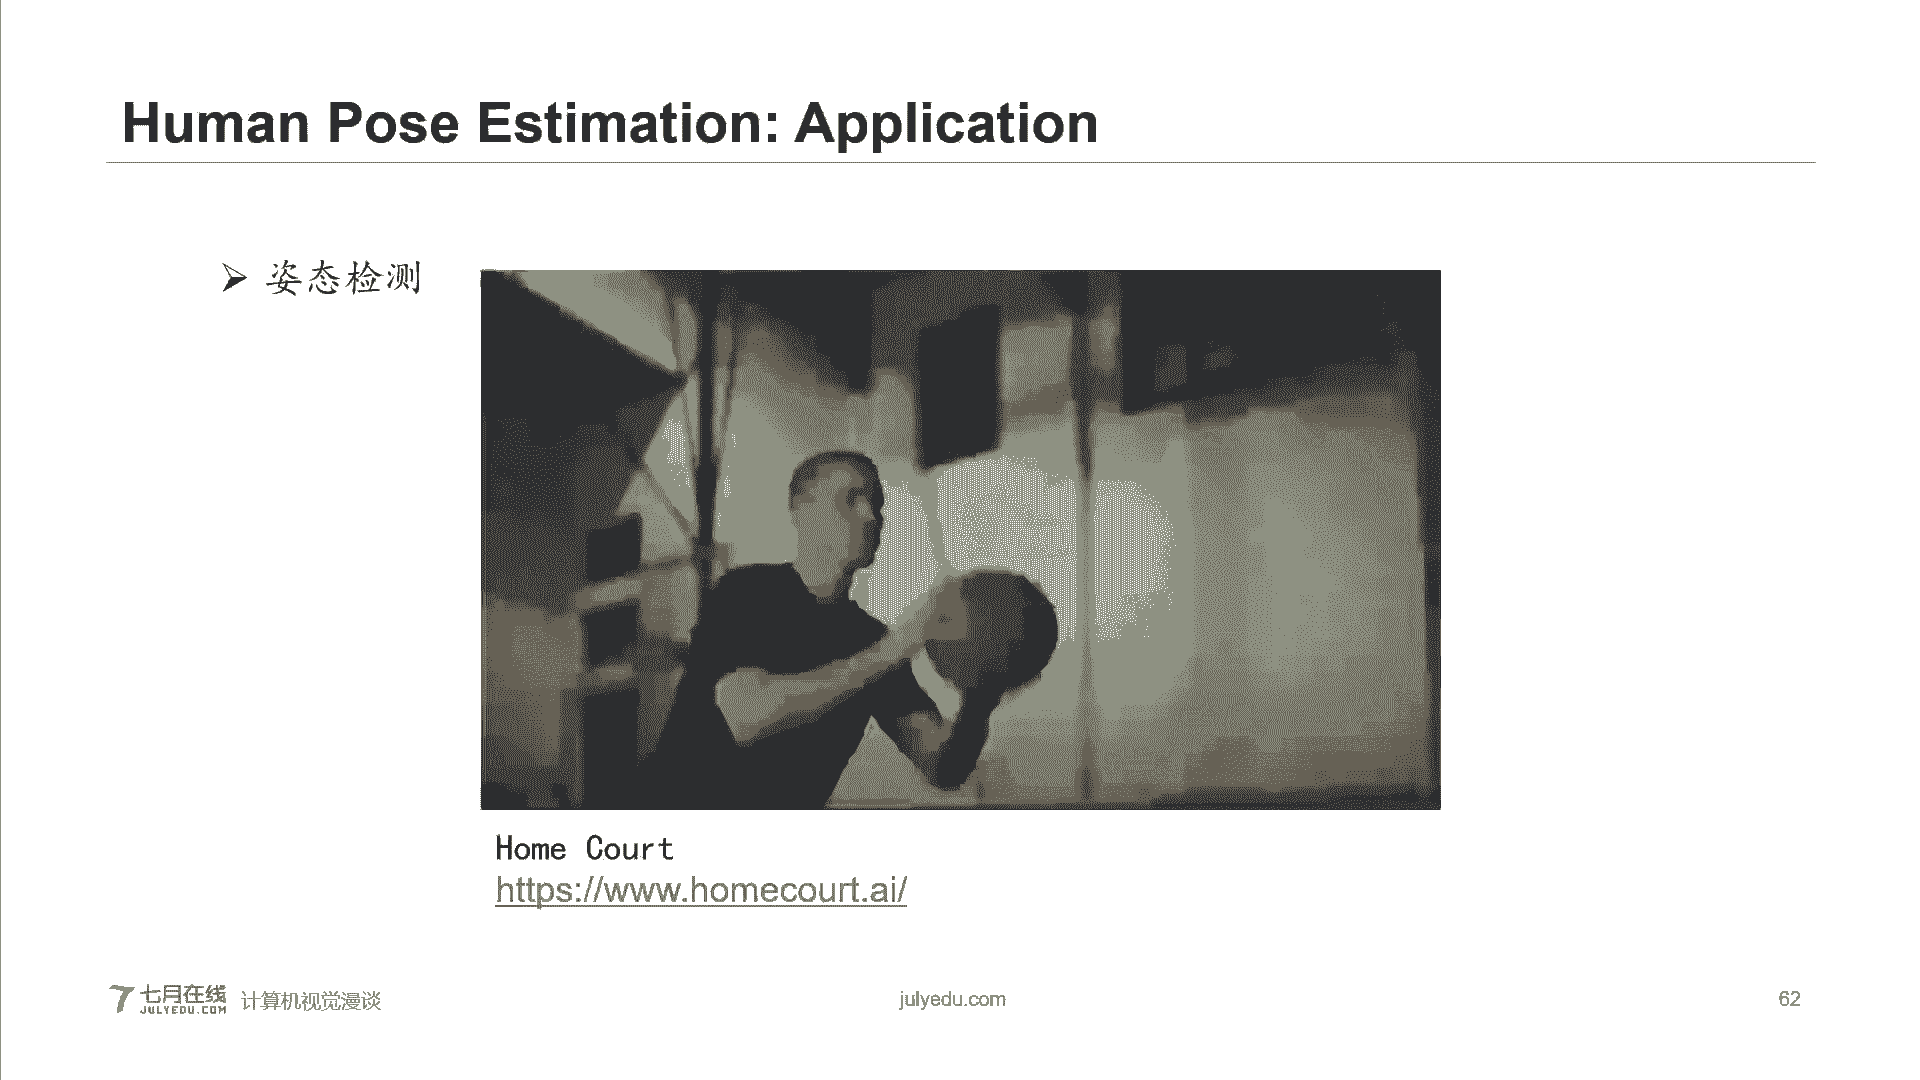 Human Pose Estimation: Application
➢ 姿态检测
Home Court
https://www.homecourt.ai/
七月在线
JULYEDU.COM
计算机视觉漫谈
julyedu.com
62